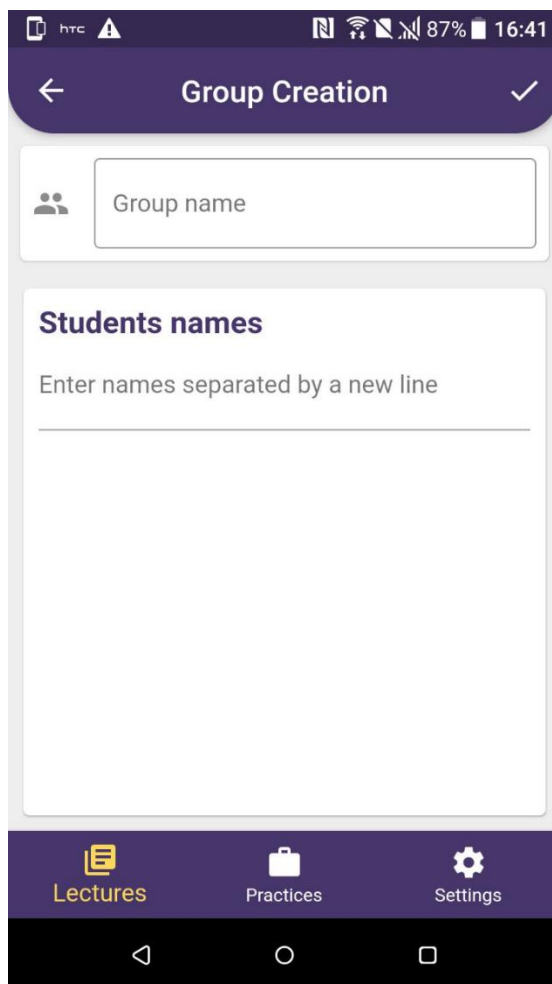 hTC 87% 16:41
Group Creation
Group name
Students names
Enter names separated by a new line
Lectures Practices Settings